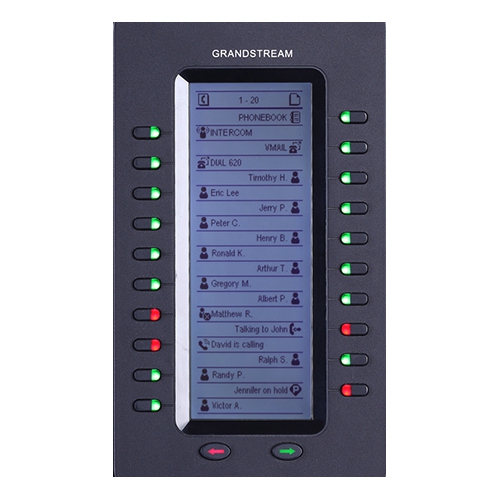 GRANDSTREAM
1 - 20
PHONEBOOK
INTERCOM
VMAIL
DIAL 620
Timothy H.
Eric Lee
Jerry P.
Peter C.
Henry B.
Ronald K.
Arthur T.
Gregory M.
Albert P.
Matthew R.
Talking to John
David is calling
Ralph S.
Randy P.
Jennifer on hold
Victor A.